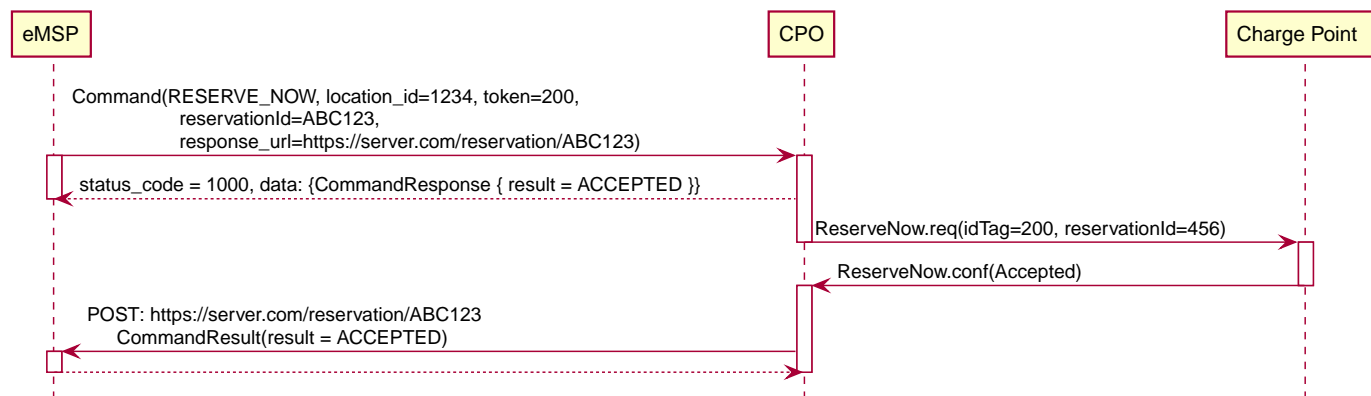 eMSP
CPO
Charge Point
Command(RESERVE_NOW, location_id=1234, token=200,
reservationId=ABC123,
response_url=https://server.com/reservation/ABC123)
status_code = 1000, data: {CommandResponse { result = ACCEPTED }}
ReserveNow.req(idTag=200, reservationId=456)
ReserveNow.conf(Accepted)
POST: https://server.com/reservation/ABC123
CommandResult(result = ACCEPTED)